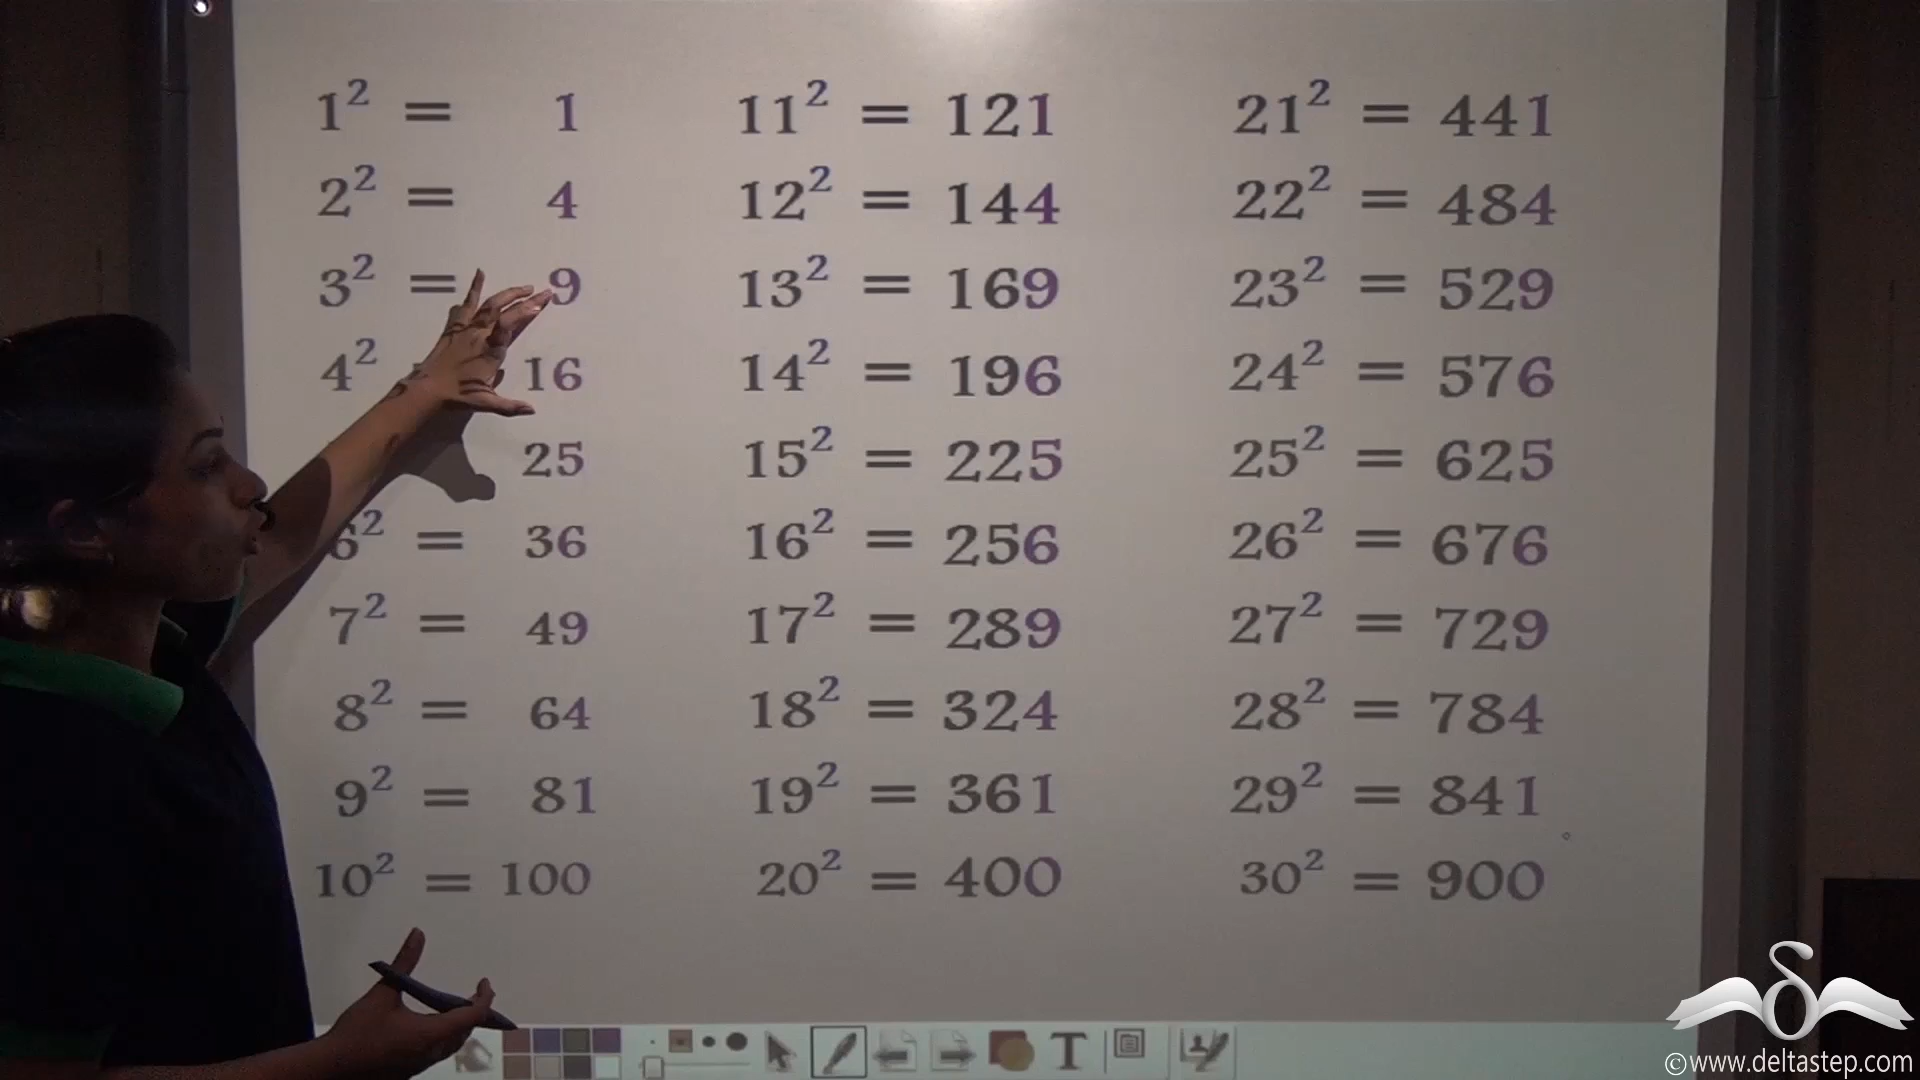 1² = 1 11² = 121 21² = 441
2² = 4 12² = 144 22² = 484
3² = 9 13² = 169 23² = 529
4² 16 14² = 196 24² = 576
25 15² = 225 25² = 625
6² = 36 16² = 256 26² = 676
7² = 49 17² = 289 27² = 729
8² = 64 18² = 324 28² = 784
9² = 81 19² = 361 29² = 841
10² = 100 20² = 400 30² = 900
T
©www.deltastep.com